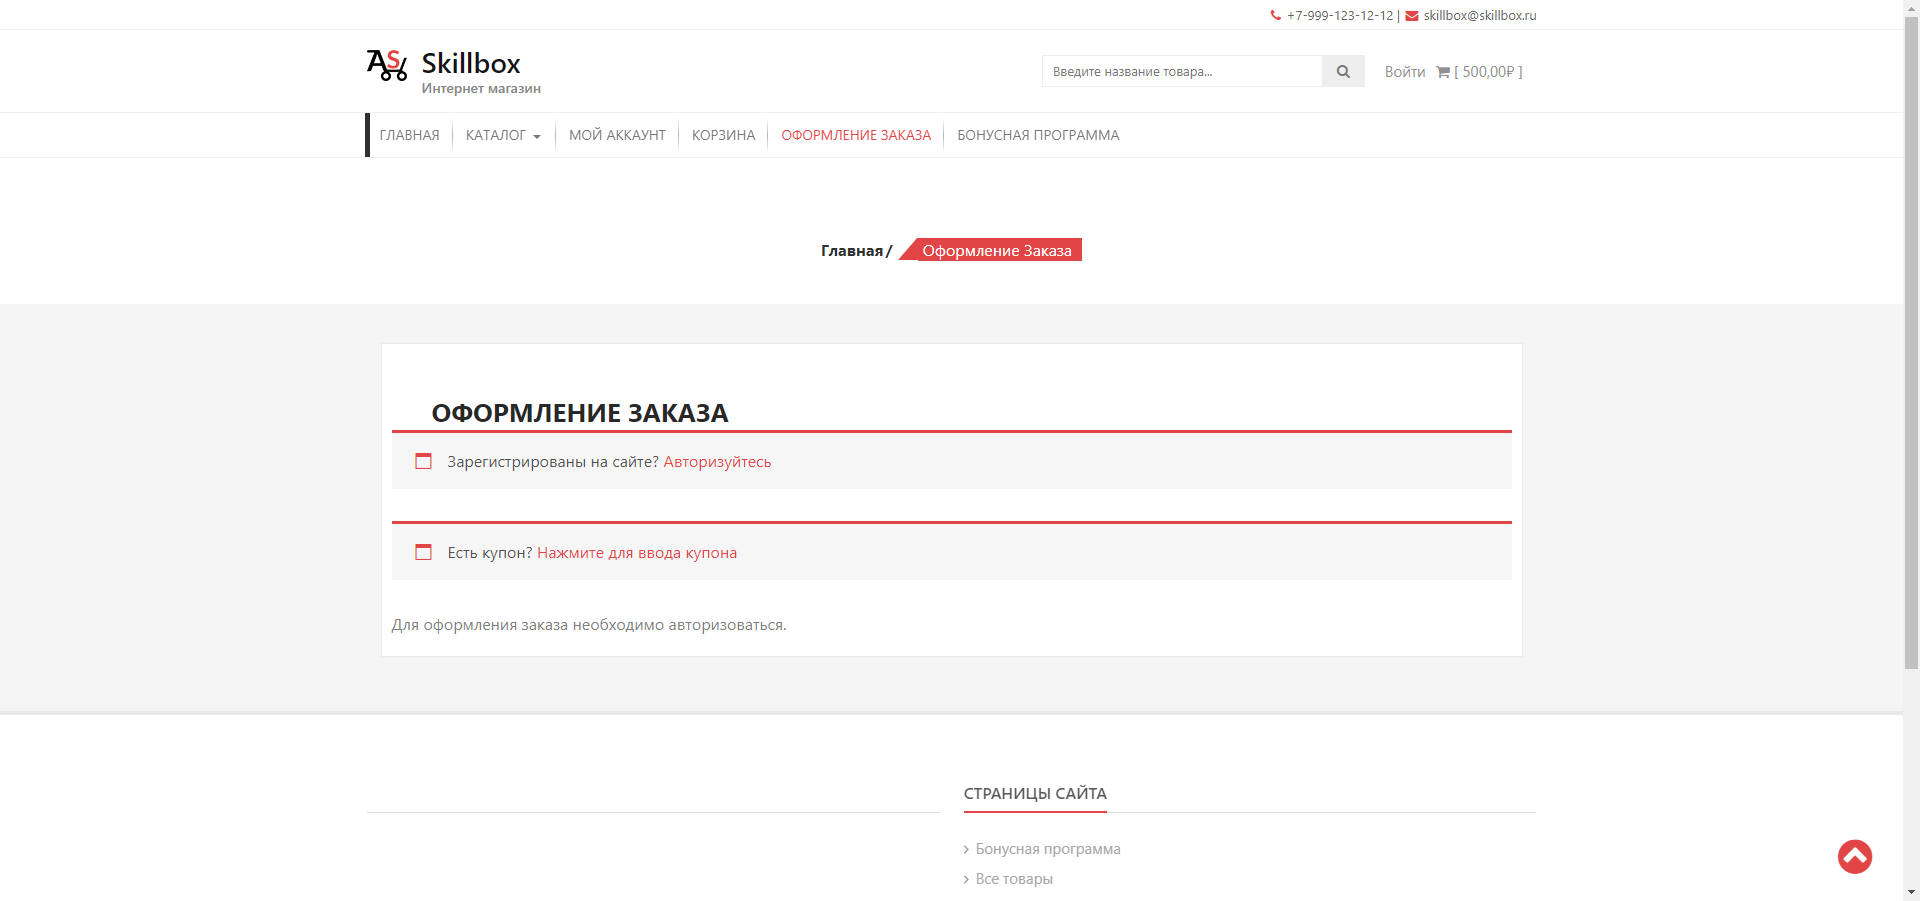 +7-999-123-12-12 | skillbox@skillbox.ru
AS
Skillbox
Интернет магазин
Введите название товара...
Войти [ 500,00₽ ]
ГЛАВНАЯ КАТАЛОГ МОЙ АККАУНТ КОРЗИНА ОФОРМЛЕНИЕ ЗАКАЗА БОНУСНАЯ ПРОГРАММА
Главная / Оформление Заказа
ОФОРМЛЕНИЕ ЗАКАЗА
Зарегистрированы на сайте? Авторизуйтесь
Есть купон? Нажмите для ввода купона
Для оформления заказа необходимо авторизоваться.
СТРАНИЦЫ САЙТА
Бонусная программа
Все товары